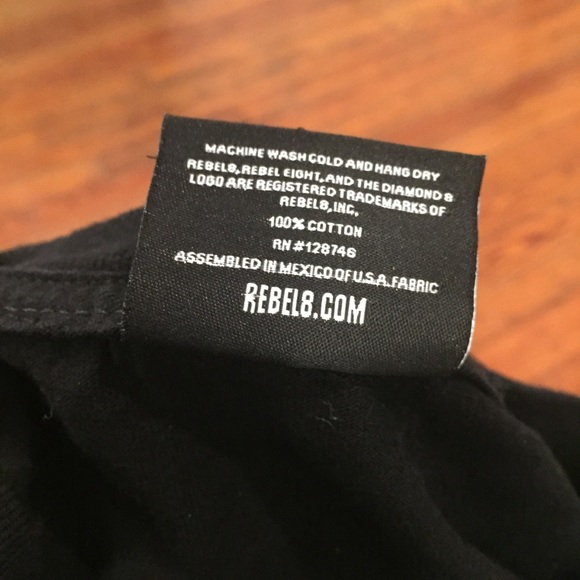 MACHINE WASH COLD AND HANG DRY
REBEL8, REBEL EIGHT, AND THE DIAMOND 8
LOGO ARE REGISTERED TRADEMARKS OF
REBEL8, INC.
100% COTTON
RN #128746
ASSEMBLED IN MEXICO OF U.S.A. FABRIC
REBEL8.COM